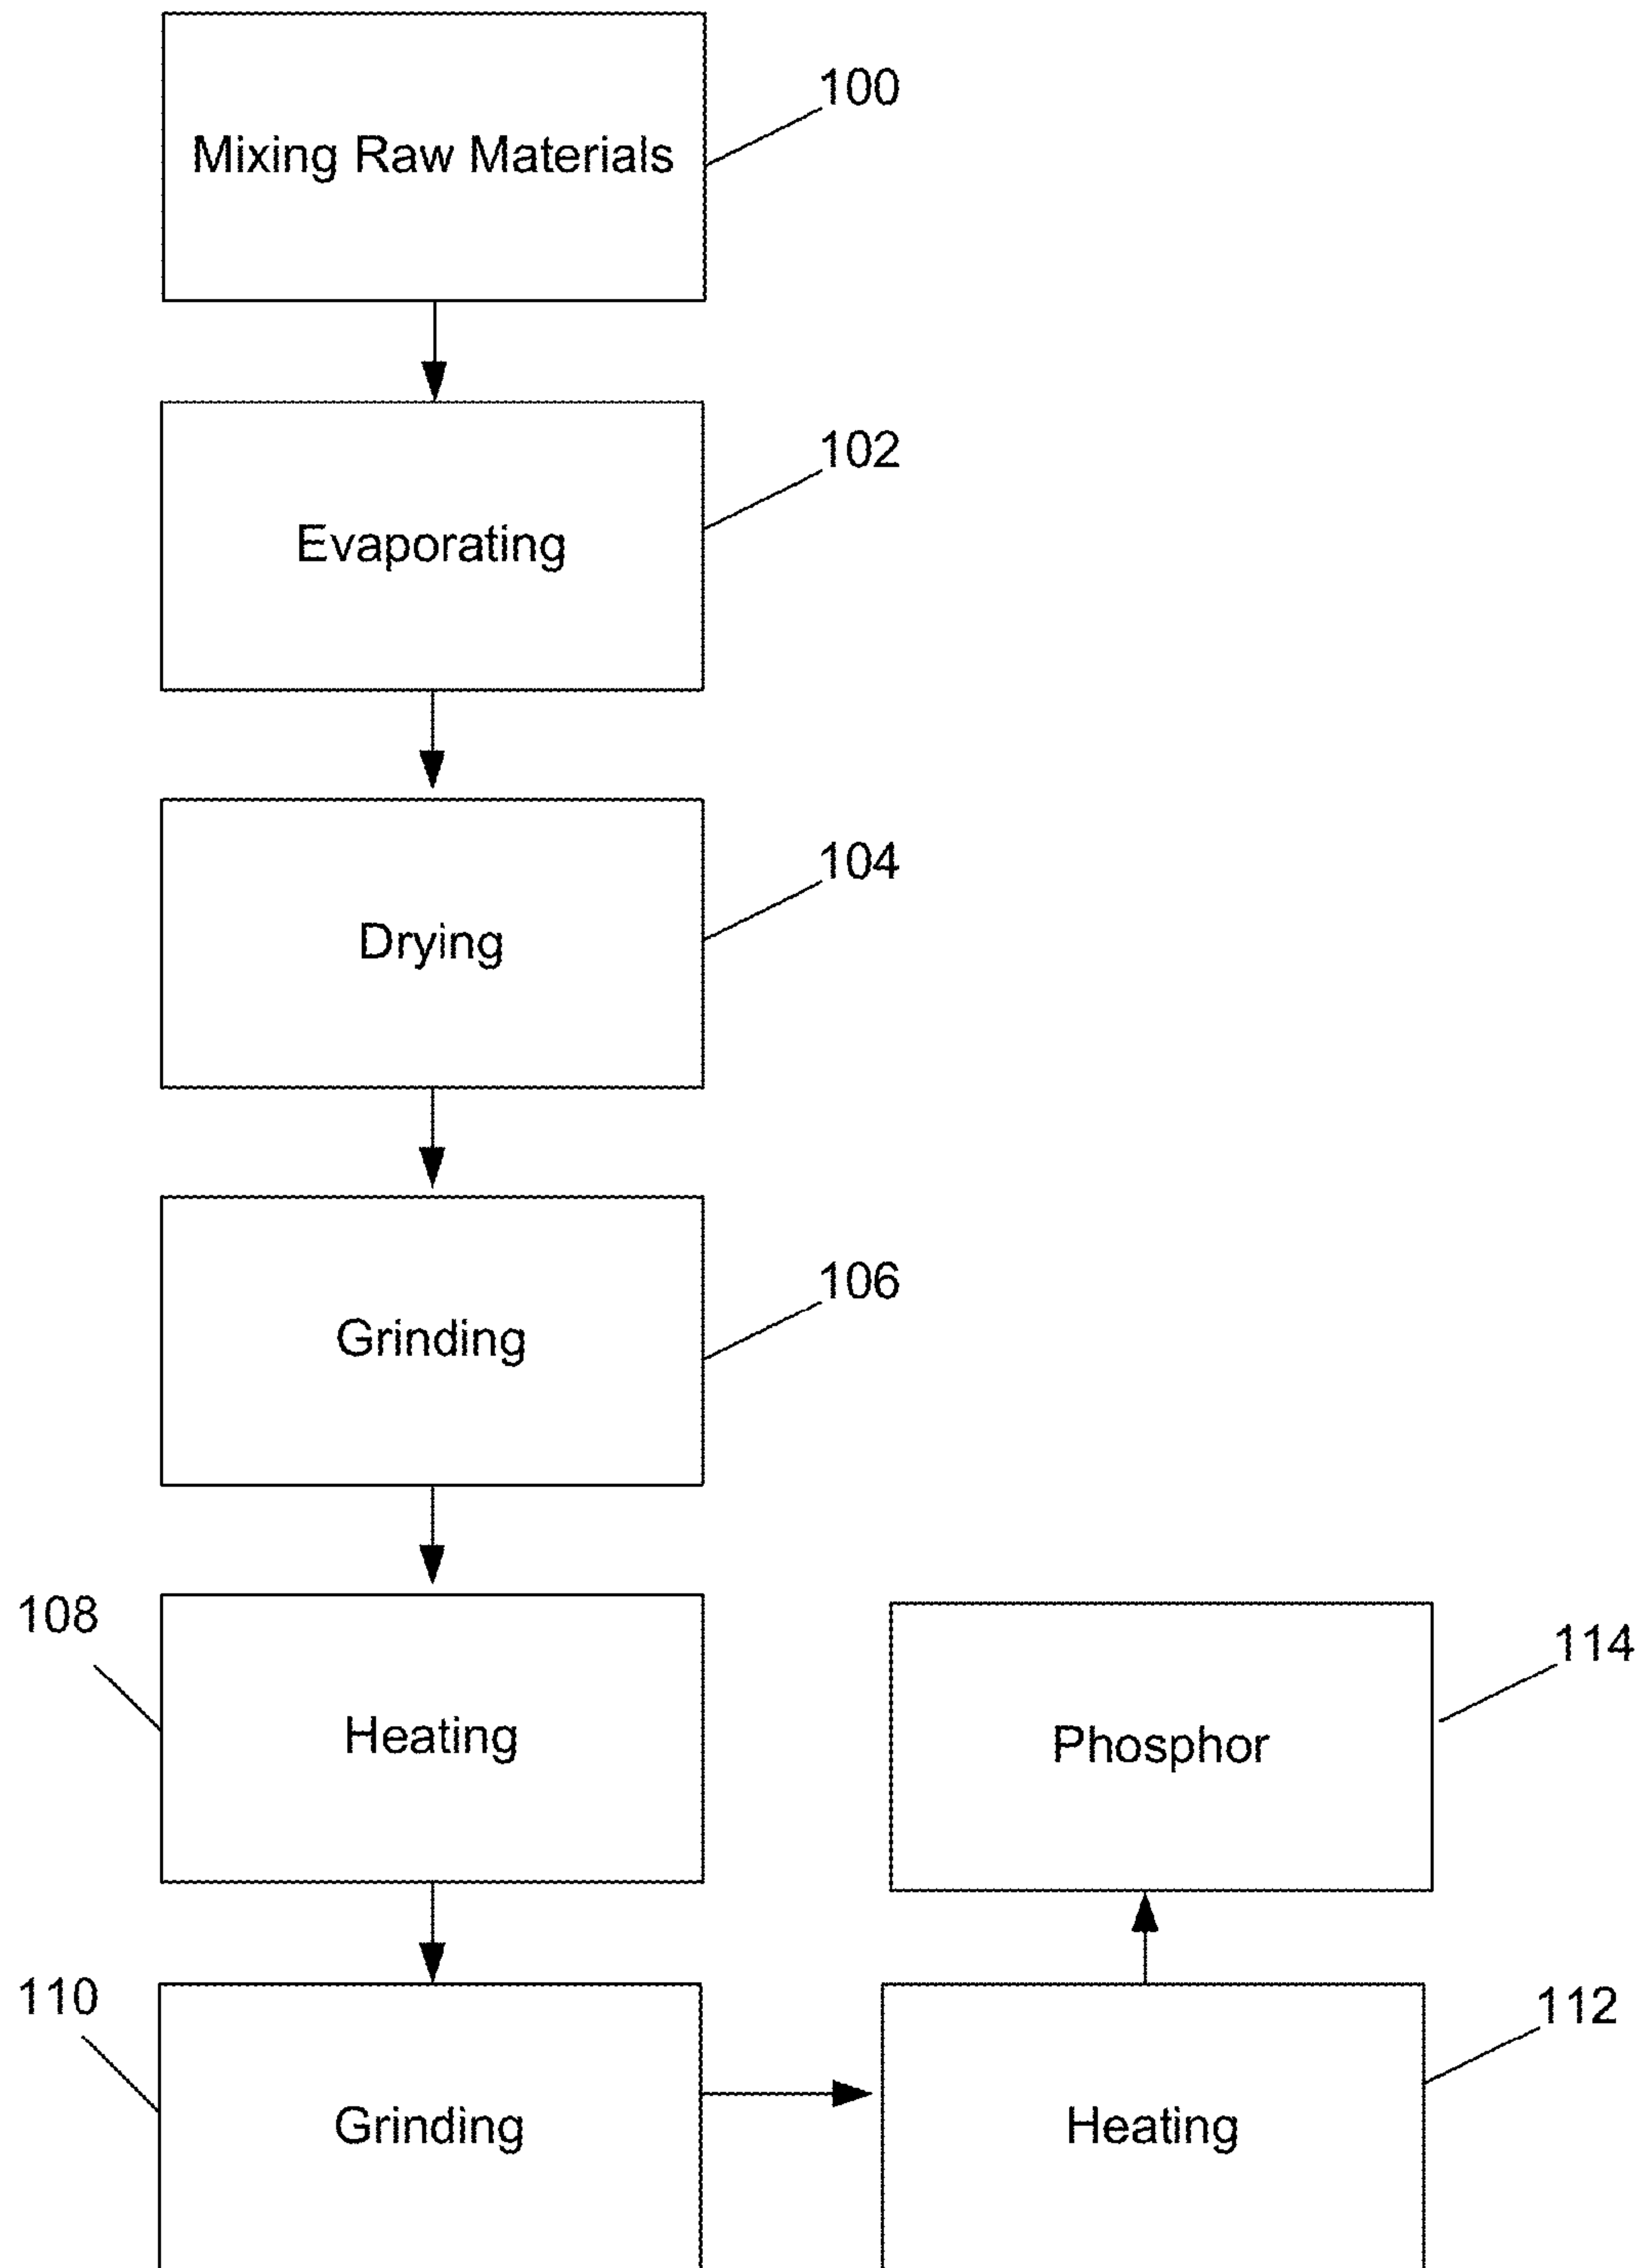 100
Mixing Raw Materials
102
Evaporating
104
Drying
106
Grinding
108
Heating
114
Phosphor
110
Grinding
112
Heating